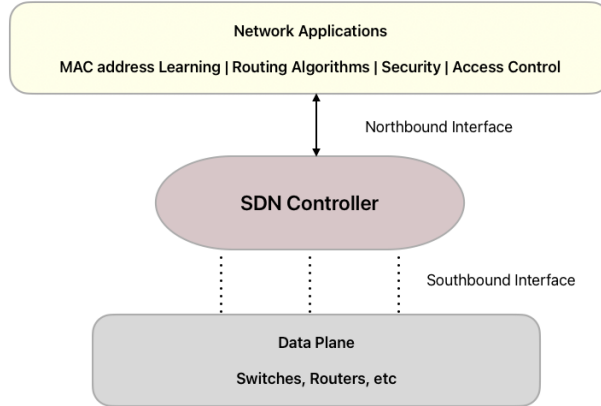 Network Applications
MAC address Learning | Routing Algorithms | Security | Access Control
Northbound Interface
SDN Controller
Southbound Interface
Data Plane
Switches, Routers, etc